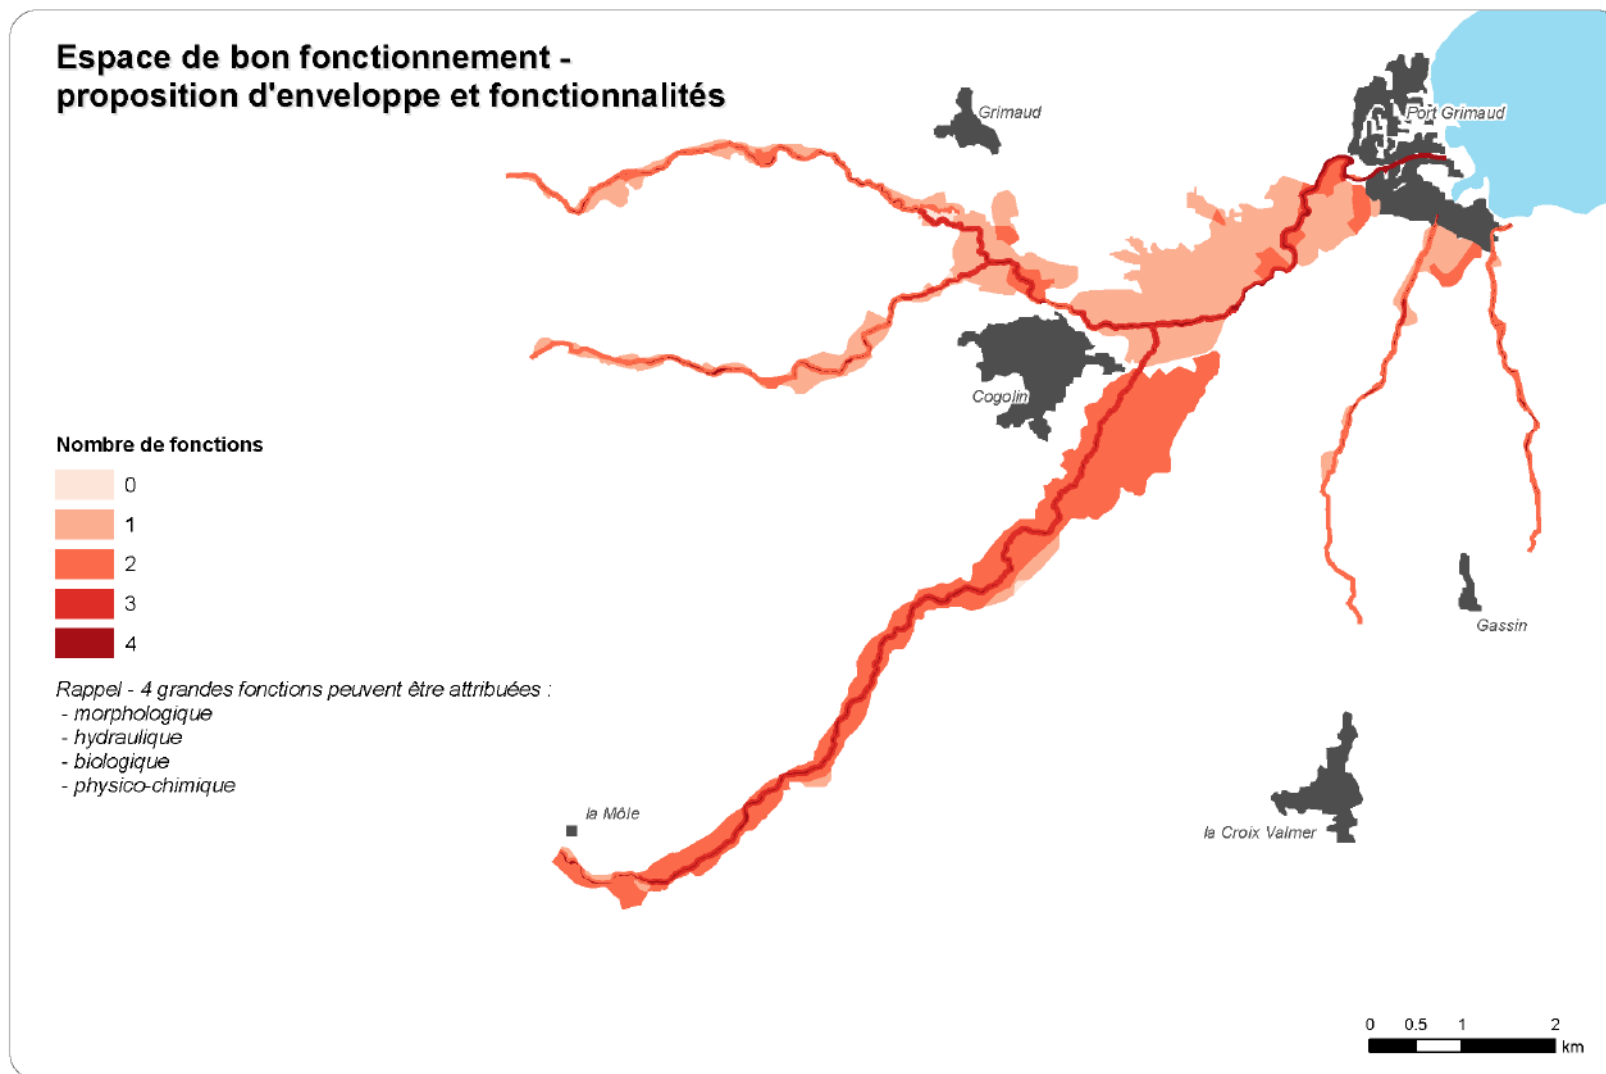 Espace de bon fonctionnement -
proposition d'enveloppe et fonctionnalités
Grimaud
Port Grimaud
Cogolin
Nombre de fonctions
0
1
2
3
4
Rappel - 4 grandes fonctions peuvent être attribuées :
- morphologique
- hydraulique
- biologique
- physico-chimique
Gassin
la Môle
la Croix Valmer
0 0.5 1 2
km